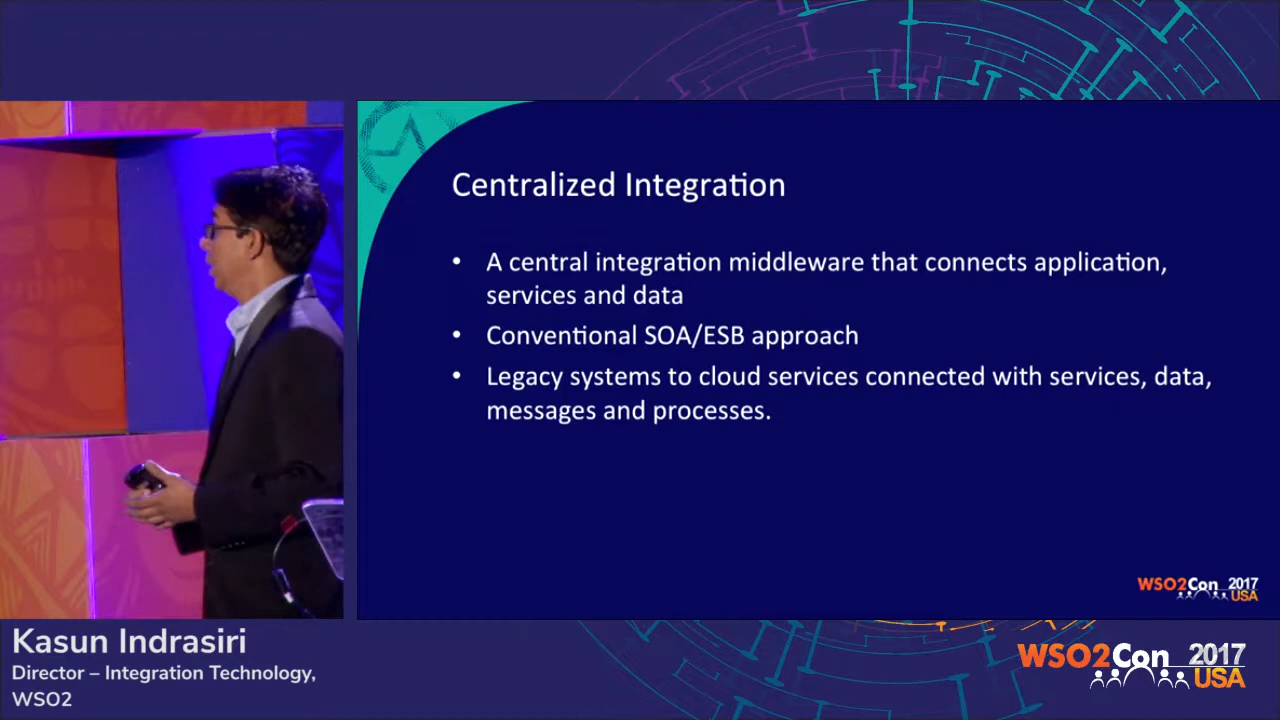 Centralized Integration
• A central integration middleware that connects application,
services and data
• Conventional SOA/ESB approach
• Legacy systems to cloud services connected with services, data,
messages and processes.
WSO2Con 2017
USA
Kasun Indrasiri
Director – Integration Technology,
WSO2
WSO2Con 2017
USA